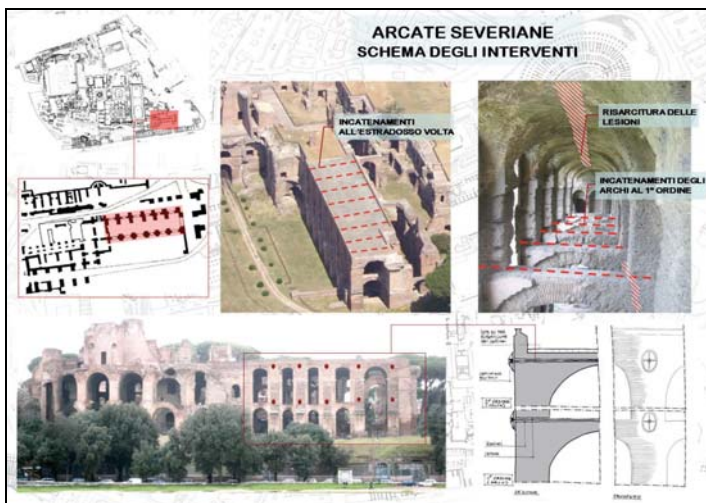 ARCATE SEVERIANE
SCHEMA DEGLI INTERVENTI
INCATENAMENTI
ALL'ESTRADOSSO VOLTA
RISARCITURA DELLE
LESIONI
INCATENAMENTI DEGLI
ARCHI AL 1° ORDINE